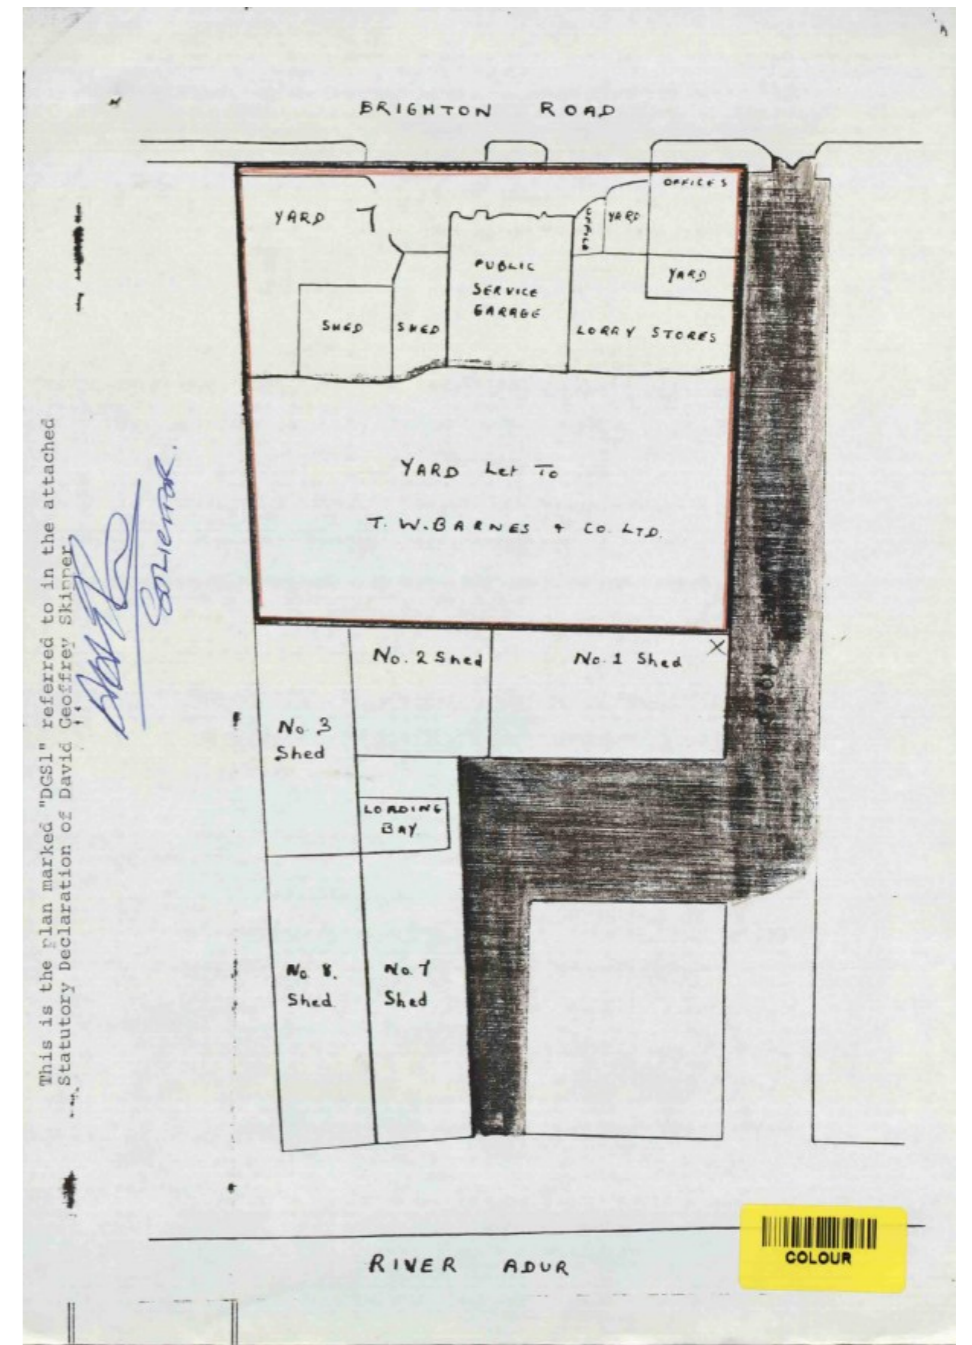 BRIGHTON ROAD
OFFICES
YARD
OFFICE
YARD
PUBLIC
SERVICE
GARAGE
YARD
SHED
SHED
LORRY STORES
YARD Let To
T. W. BARNES & CO. LTD.
No. 2 Shed
No. 1 Shed
X
No. 3
Shed
LOADING
BAY
No. 8.
Shed
No. 7
Shed
RIVER ADUR
This is the plan marked "DGS1" referred to in the attached
Statutory Declaration of David Geoffrey Skinner
SOLICITOR.
COLOUR